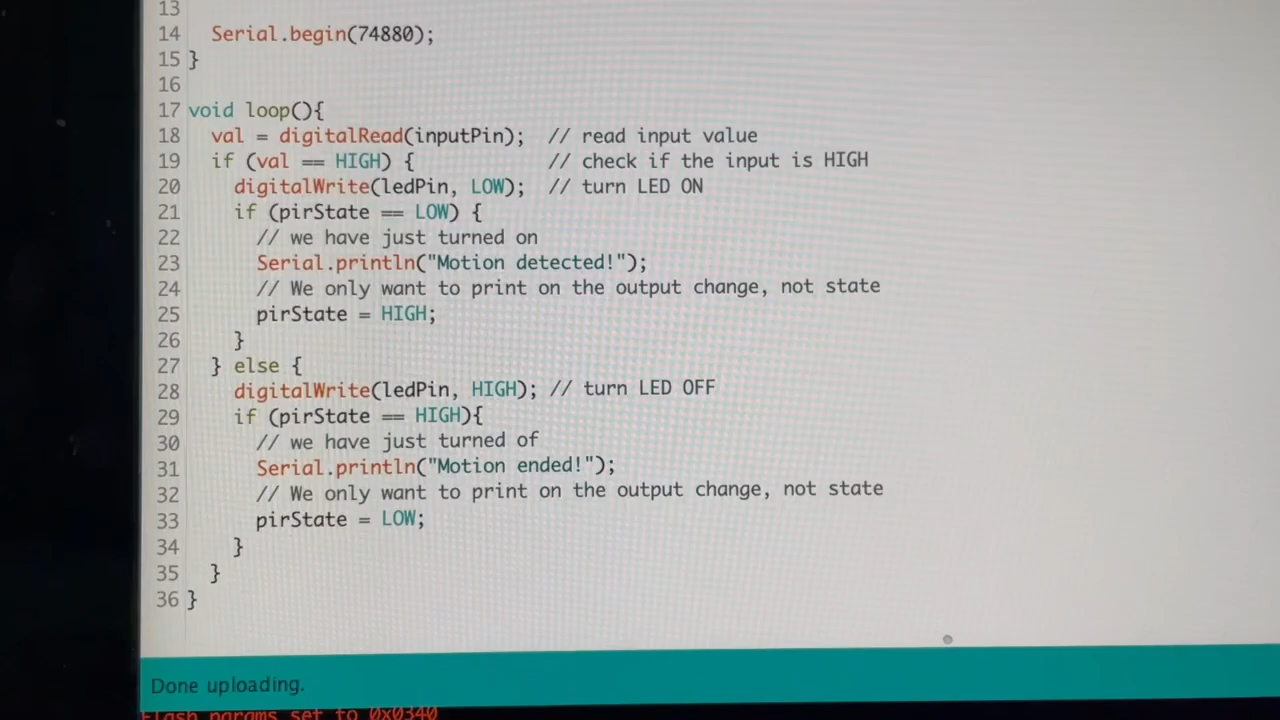 13
14 Serial.begin(74880);
15 }
16
17 void loop(){
18 val = digitalRead(inputPin); // read input value
19 if (val == HIGH) { // check if the input is HIGH
20 digitalWrite(ledPin, LOW); // turn LED ON
21 if (pirState == LOW) {
22 // we have just turned on
23 Serial.println("Motion detected!");
24 // We only want to print on the output change, not state
25 pirState = HIGH;
26 }
27 } else {
28 digitalWrite(ledPin, HIGH); // turn LED OFF
29 if (pirState == HIGH){
30 // we have just turned of
31 Serial.println("Motion ended!");
32 // We only want to print on the output change, not state
33 pirState = LOW;
34 }
35 }
36 }
Done uploading.
Flash params set to 0x0340